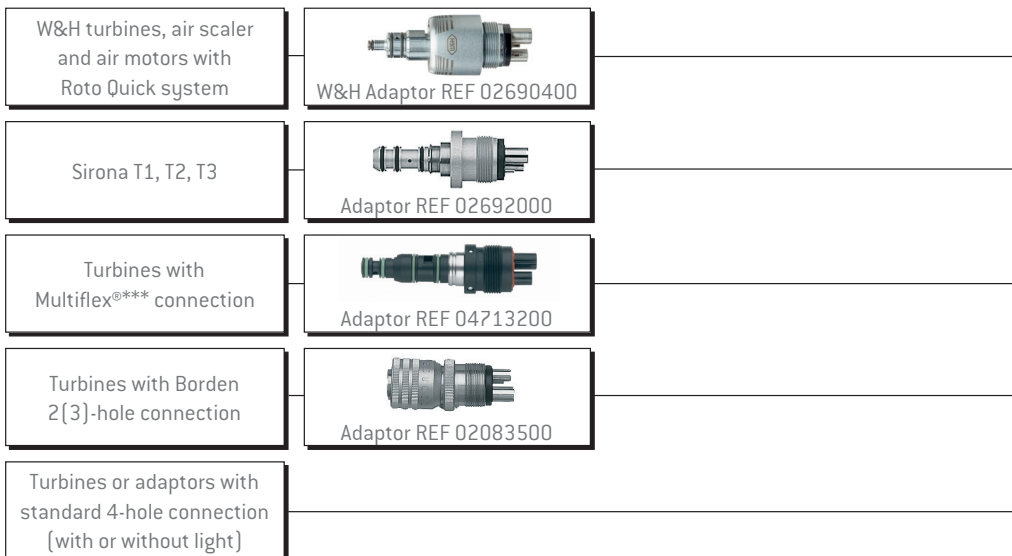 W&H turbines, air scaler
and air motors with
Roto Quick system
W&H Adaptor REF 02690400
Sirona T1, T2, T3
Adaptor REF 02692000
Turbines with
Multiflex®*** connection
Adaptor REF 04713200
Turbines with Borden
2(3)-hole connection
Adaptor REF 02083500
Turbines or adaptors with
standard 4-hole connection
(with or without light)